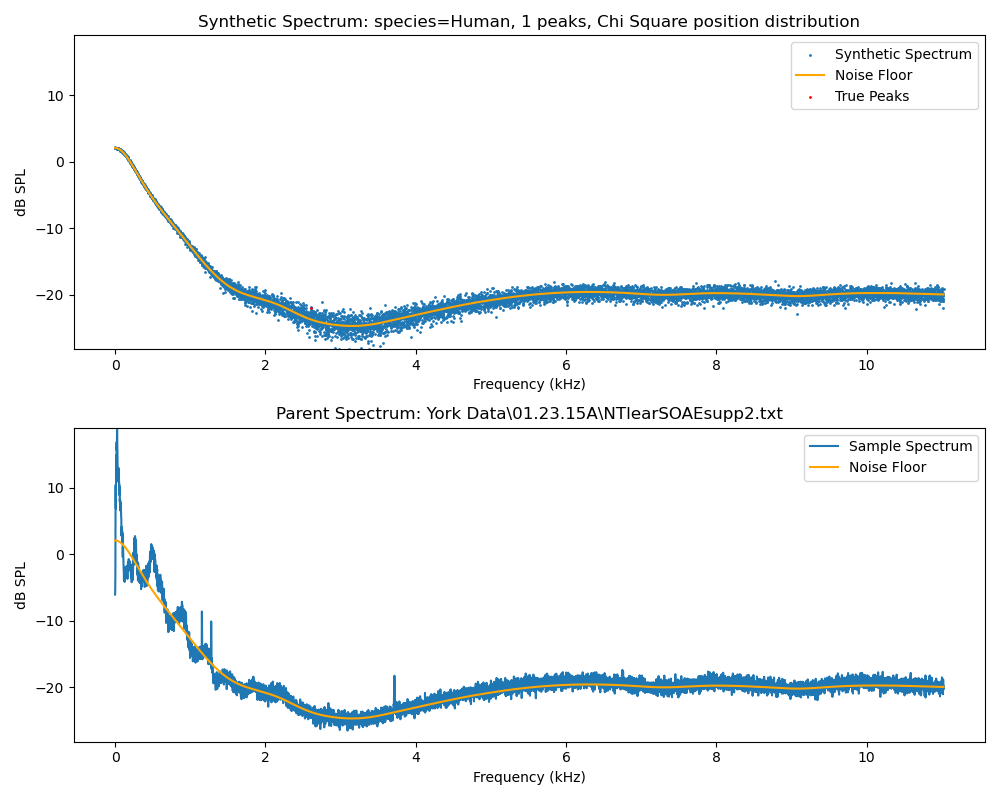 Synthetic Spectrum: species=Human, 1 peaks, Chi Square position distribution
Synthetic Spectrum
Noise Floor
True Peaks
dB SPL
10
0
−10
−20
0 2 4 6 8 10
Frequency (kHz)
Parent Spectrum: York Data\01.23.15A\NTlearSOAEsupp2.txt
Sample Spectrum
Noise Floor
dB SPL
10
0
−10
−20
0 2 4 6 8 10
Frequency (kHz)